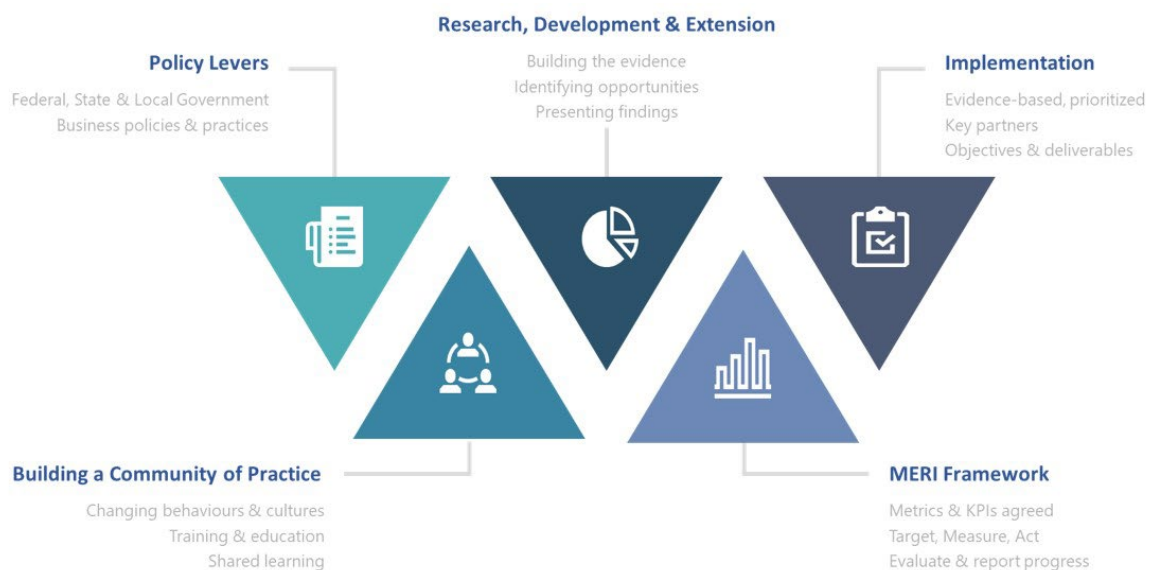 Research, Development & Extension
Building the evidence
Identifying opportunities
Presenting findings
Policy Levers
Federal, State & Local Government
Business policies & practices
Implementation
Evidence-based, prioritized
Key partners
Objectives & deliverables
Building a Community of Practice
Changing behaviours & cultures
Training & education
Shared learning
MERI Framework
Metrics & KPIs agreed
Target, Measure, Act
Evaluate & report progress